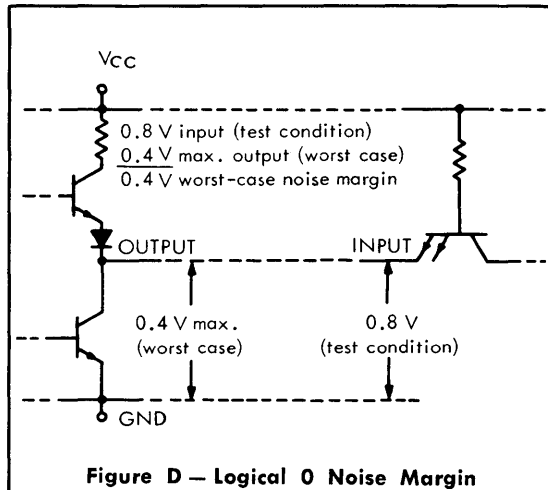 VCC
0.8 V input (test condition)
0.4 V max. output (worst case)
0.4 V worst-case noise margin
OUTPUT
INPUT
0.4 V max.
(worst case)
0.8 V
(test condition)
GND
Figure D — Logical 0 Noise Margin